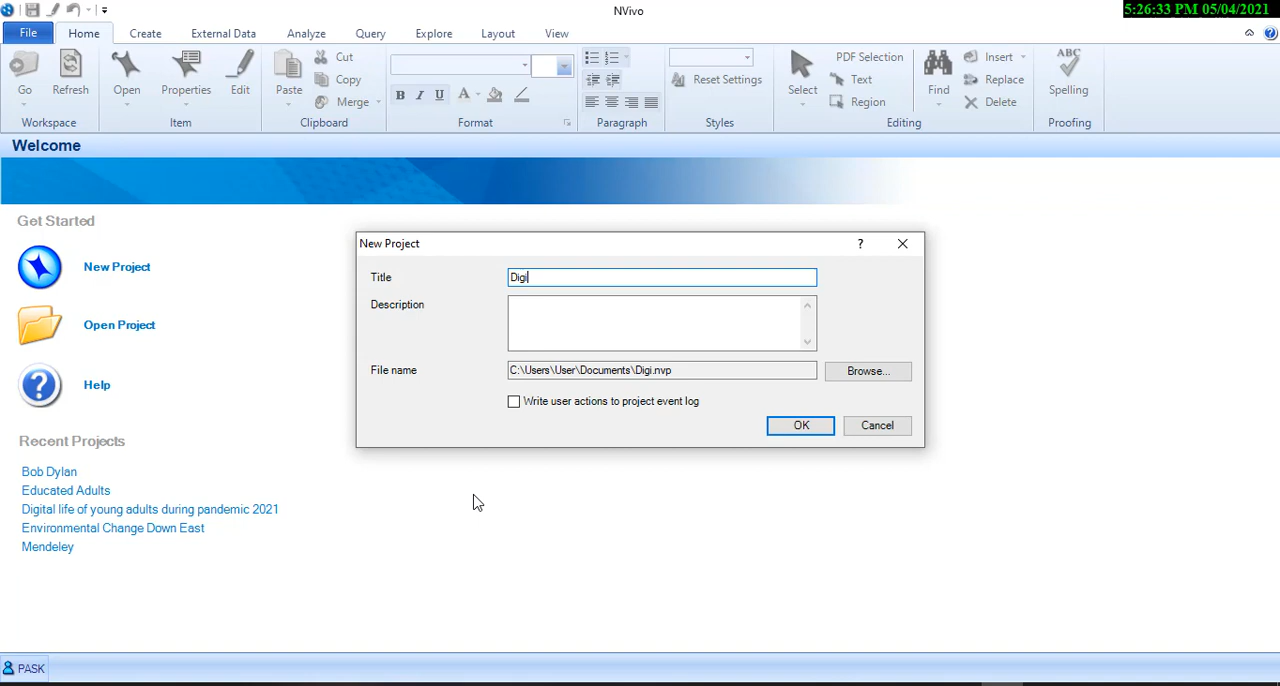 NVivo
5:26:33 PM 05/04/2021
File Home Create External Data Analyze Query Explore Layout View
Go Refresh Open Properties Edit Paste Cut Copy Merge
B I U A
Reset Settings
Select PDF Selection Text Region
Find Insert Replace Delete
ABC Spelling
Workspace Item Clipboard Format Paragraph Styles Editing Proofing
Welcome
Get Started
New Project
Open Project
Help
Recent Projects
Bob Dylan
Educated Adults
Digital life of young adults during pandemic 2021
Environmental Change Down East
Mendeley
New Project ?
Title Digi
Description
File name C:\Users\User\Documents\Digi.nvp Browse...
Write user actions to project event log
OK Cancel
PASK